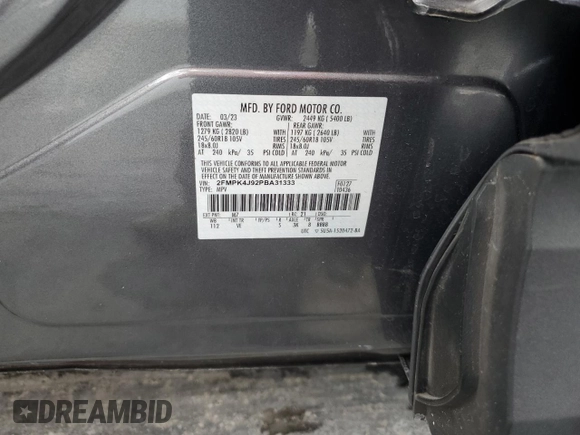 MFD. BY FORD MOTOR CO.
DATE: 03/23 GVWR: 2449 KG ( 5400 LB)
FRONT GAWR: REAR GAWR:
1279 KG ( 2820 LB) WITH 1197 KG ( 2640 LB) WITH
245/60R18 105V TIRES 245/60R18 105V TIRES
18x8.0J RIMS 18x8.0J RIMS
AT 240 kPa/ 35 PSI COLD AT 240 kPa/ 35 PSI COLD
THIS VEHICLE CONFORMS TO ALL APPLICABLE FEDERAL MOTOR
VEHICLE SAFETY AND THEFT PREVENTION STANDARDS IN
EFFECT ON THE DATE OF MANUFACTURE SHOWN ABOVE.
VIN: 2FMPK4J92PBA31333
TYPE: MPV
EXT PNT: M7
DREAMBID